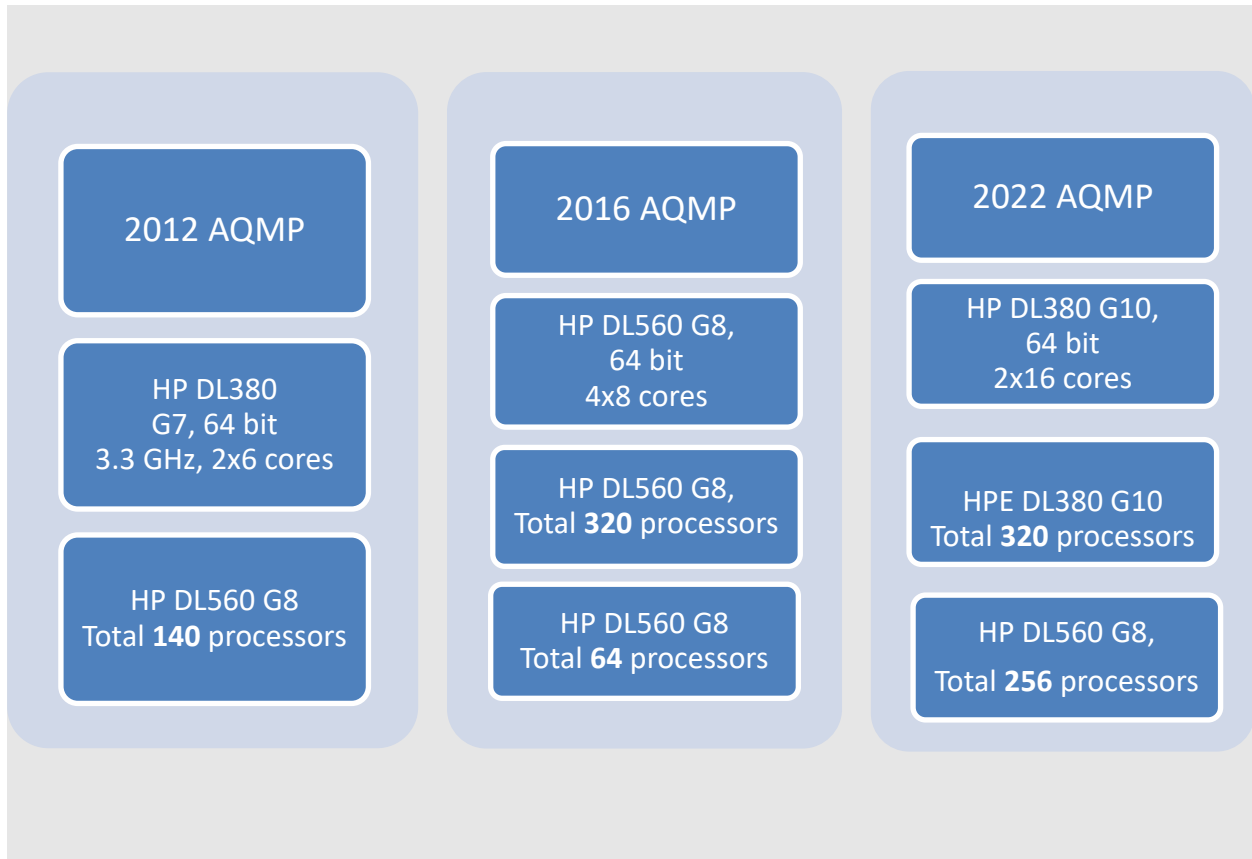 2012 AQMP
HP DL380
G7, 64 bit
3.3 GHz, 2x6 cores
HP DL560 G8
Total 140 processors
2016 AQMP
HP DL560 G8,
64 bit
4x8 cores
HP DL560 G8,
Total 320 processors
HP DL560 G8
Total 64 processors
2022 AQMP
HP DL380 G10,
64 bit
2x16 cores
HPE DL380 G10
Total 320 processors
HP DL560 G8,
Total 256 processors